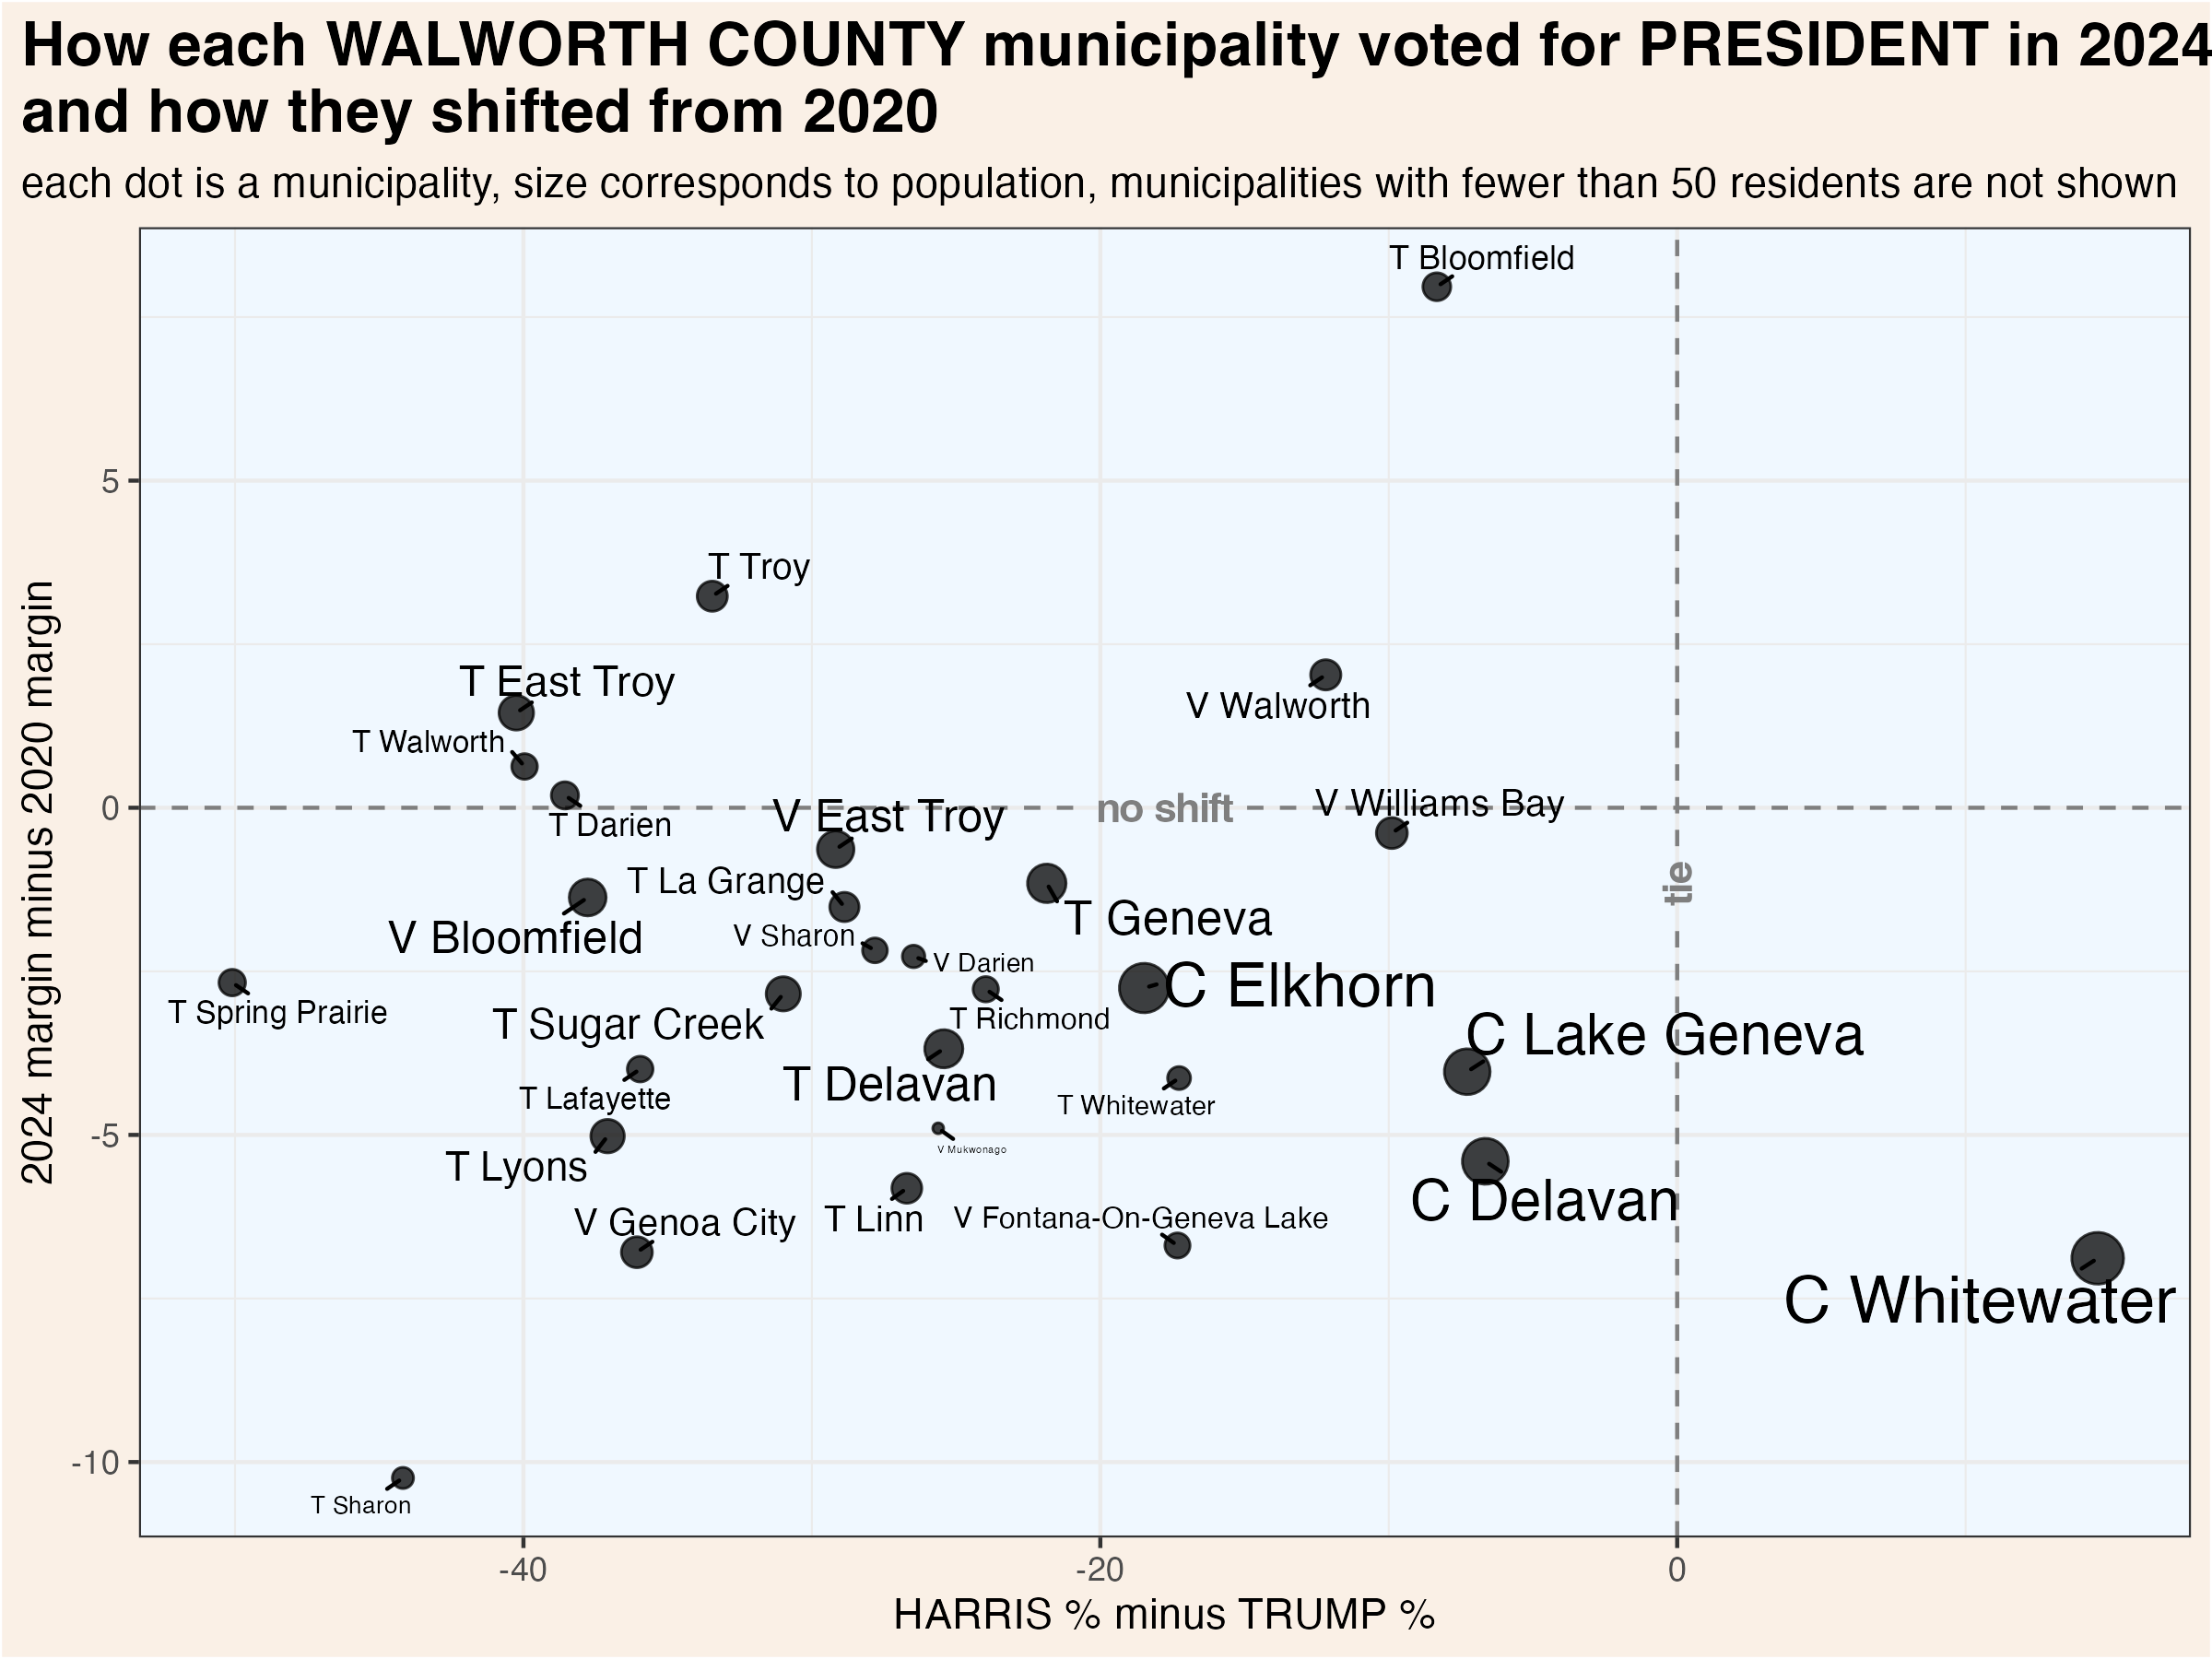 How each WALWORTH COUNTY municipality voted for PRESIDENT in 2024
and how they shifted from 2020
each dot is a municipality, size corresponds to population, municipalities with fewer than 50 residents are not shown
T Bloomfield
5
T Troy
T East Troy
V Walworth
T Walworth
0
no shift
V Williams Bay
V East Troy
T Darien
tie
T La Grange
T Geneva
V Bloomfield
V Sharon
V Darien
C Elkhorn
T Spring Prairie
T Sugar Creek
T Richmond
C Lake Geneva
T Delavan
T Lafayette
T Whitewater
-5
V Mukwonago
T Lyons
C Delavan
V Genoa City
T Linn
V Fontana-On-Geneva Lake
C Whitewater
-10
T Sharon
2024 margin minus 2020 margin
-40
-20
0
HARRIS % minus TRUMP %